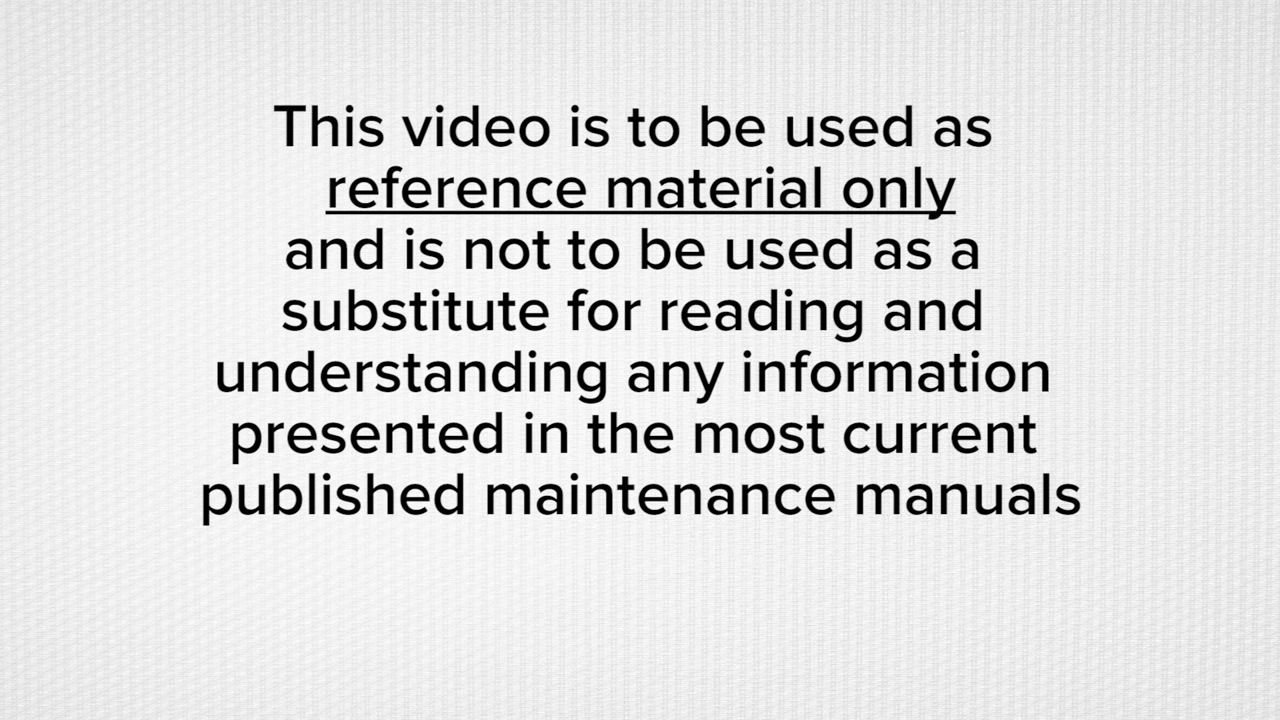 This video is to be used as
reference material only
and is not to be used as a
substitute for reading and
understanding any information
presented in the most current
published maintenance manuals